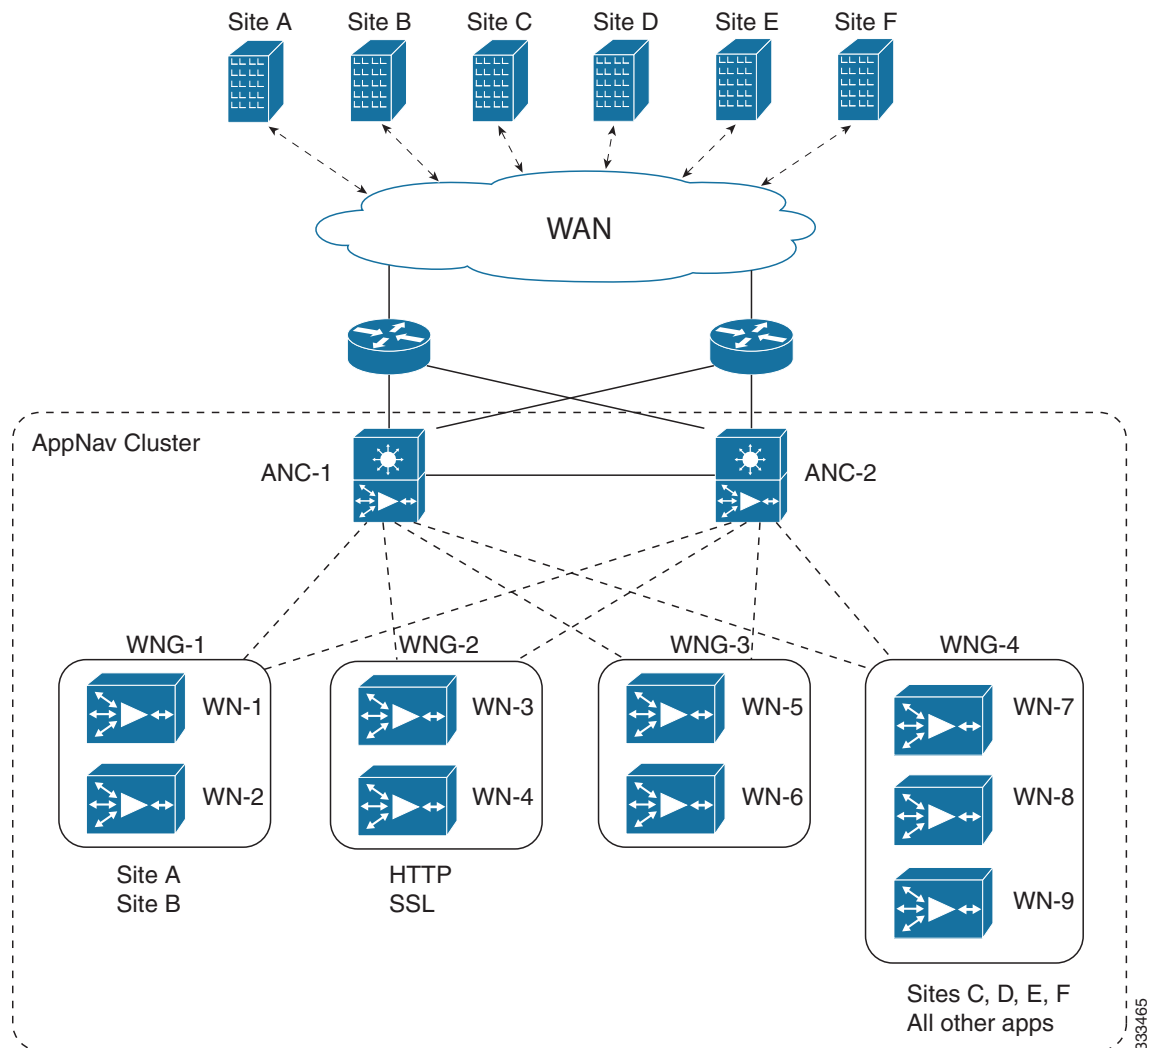 Site A
Site B
Site C
Site D
Site E
Site F
WAN
AppNav Cluster
ANC-1
ANC-2
WNG-1
WNG-2
WNG-3
WNG-4
WN-1
WN-3
WN-5
WN-7
WN-2
WN-4
WN-6
WN-8
WN-9
Site A
Site B
HTTP
SSL
Sites C, D, E, F
All other apps
333465